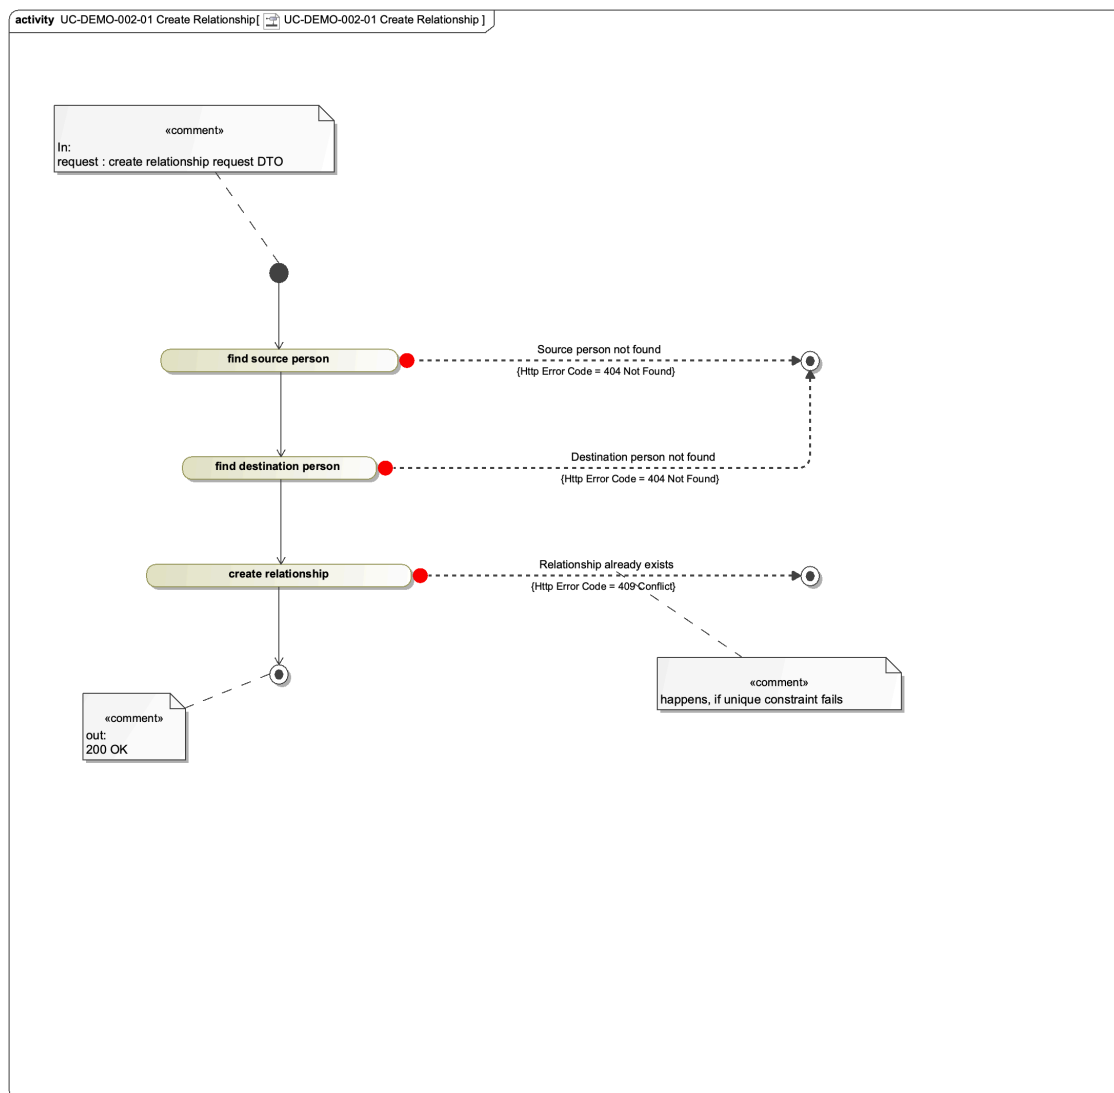 activity UC-DEMO-002-01 Create Relationship[ UC-DEMO-002-01 Create Relationship ]
«comment»
In:
request : create relationship request DTO
find source person
Source person not found
{Http Error Code = 404 Not Found}
find destination person
Destination person not found
{Http Error Code = 404 Not Found}
create relationship
Relationship already exists
{Http Error Code = 409 Conflict}
«comment»
happens, if unique constraint fails
«comment»
out:
200 OK